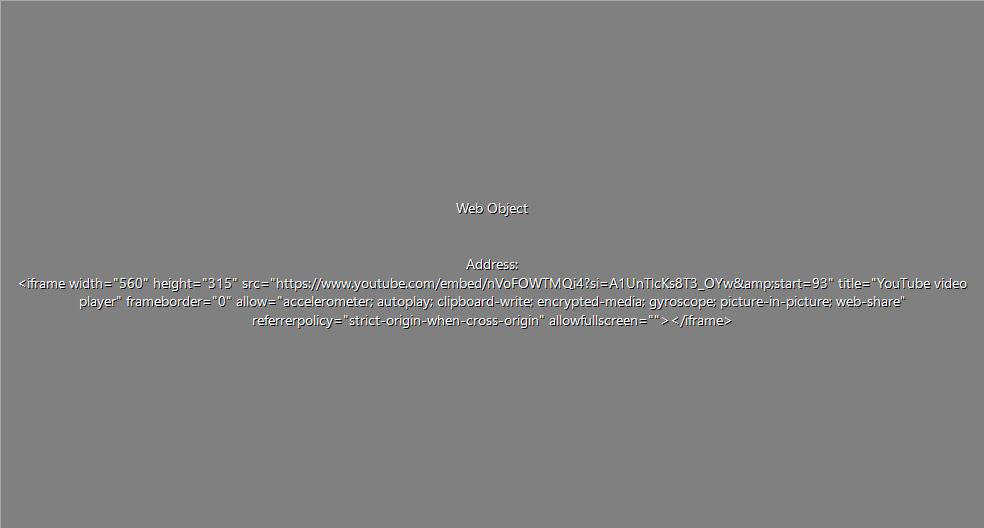 Web Object
Address:
<iframe width="560" height="315" src="https://www.youtube.com/embed/nVoFOWTMQi4?si=A1UnTlcKs8T3_OYw&amp;start=93" title="YouTube video
player" frameborder="0" allow="accelerometer; autoplay; clipboard-write; encrypted-media; gyroscope; picture-in-picture; web-share"
referrerpolicy="strict-origin-when-cross-origin" allowfullscreen=""></iframe>